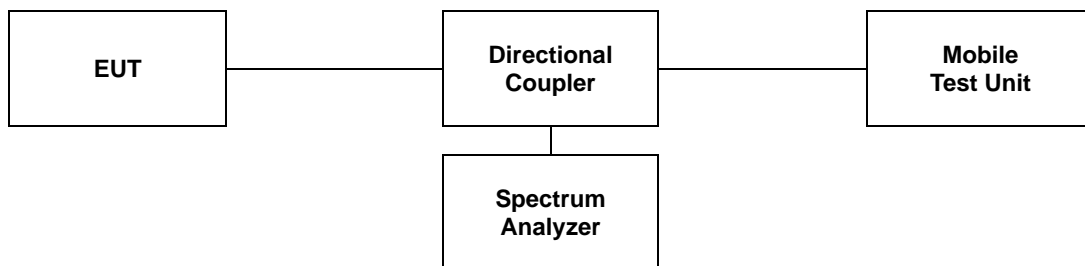 EUT
Directional
Coupler
Mobile
Test Unit
Spectrum
Analyzer